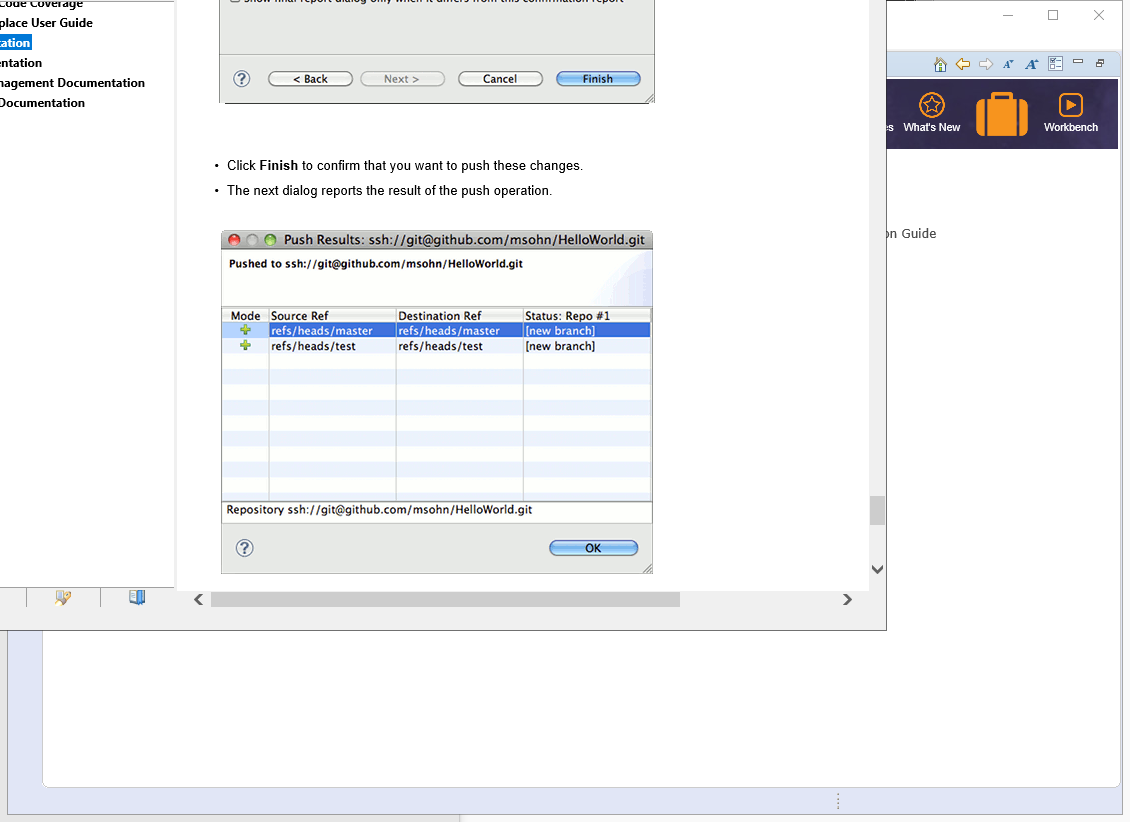 Code Coverage
place User Guide
ation
entation
nagement Documentation
Documentation
Show final report dialog only when it differs from this confirmation report
< Back
Next >
Cancel
Finish
• Click Finish to confirm that you want to push these changes.
• The next dialog reports the result of the push operation.
Push Results: ssh://git@github.com/msohn/HelloWorld.git
Pushed to ssh://git@github.com/msohn/HelloWorld.git
Mode Source Ref Destination Ref Status: Repo #1
refs/heads/master refs/heads/master [new branch]
refs/heads/test refs/heads/test [new branch]
Repository ssh://git@github.com/msohn/HelloWorld.git
OK
es What's New Workbench
on Guide